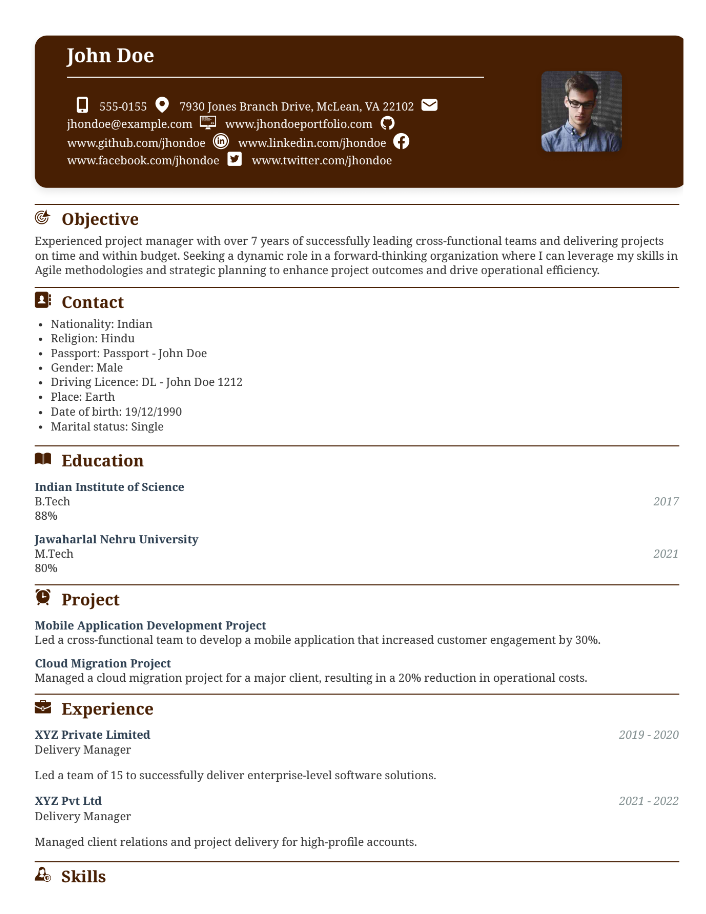 John Doe
555-0155 7930 Jones Branch Drive, McLean, VA 22102
jhondoe@example.com www.jhondoeportfolio.com
www.github.com/jhondoe www.linkedin.com/jhondoe
www.facebook.com/jhondoe www.twitter.com/jhondoe
Objective
Experienced project manager with over 7 years of successfully leading cross-functional teams and delivering projects
on time and within budget. Seeking a dynamic role in a forward-thinking organization where I can leverage my skills in
Agile methodologies and strategic planning to enhance project outcomes and drive operational efficiency.
Contact
• Nationality: Indian
• Religion: Hindu
• Passport: Passport - John Doe
• Gender: Male
• Driving Licence: DL - John Doe 1212
• Place: Earth
• Date of birth: 19/12/1990
• Marital status: Single
Education
Indian Institute of Science
B.Tech 2017
88%
Jawaharlal Nehru University
M.Tech 2021
80%
Project
Mobile Application Development Project
Led a cross-functional team to develop a mobile application that increased customer engagement by 30%.
Cloud Migration Project
Managed a cloud migration project for a major client, resulting in a 20% reduction in operational costs.
Experience
XYZ Private Limited 2019 - 2020
Delivery Manager
Led a team of 15 to successfully deliver enterprise-level software solutions.
XYZ Pvt Ltd 2021 - 2022
Delivery Manager
Managed client relations and project delivery for high-profile accounts.
Skills